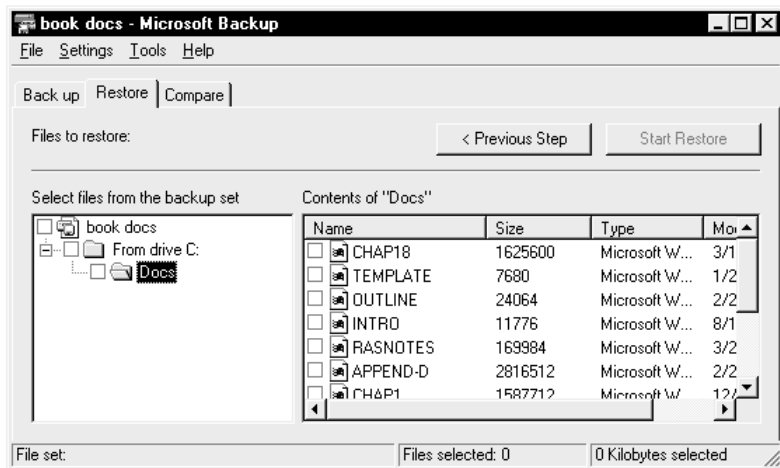 book docs - Microsoft Backup
File Settings Tools Help
Back up Restore Compare
Files to restore: < Previous Step Start Restore
Select files from the backup set Contents of "Docs"
book docs
From drive C:
Docs
Name Size Type Mo
CHAP18 1625600 Microsoft W... 3/1
TEMPLATE 7680 Microsoft W... 1/2
OUTLINE 24064 Microsoft W... 2/2
INTRO 11776 Microsoft W... 8/1
RASNOTES 169984 Microsoft W... 3/2
APPEND-D 2816512 Microsoft W... 2/2
CHAP1 1587712 Microsoft W... 12/
File set: Files selected: 0 0 Kilobytes selected